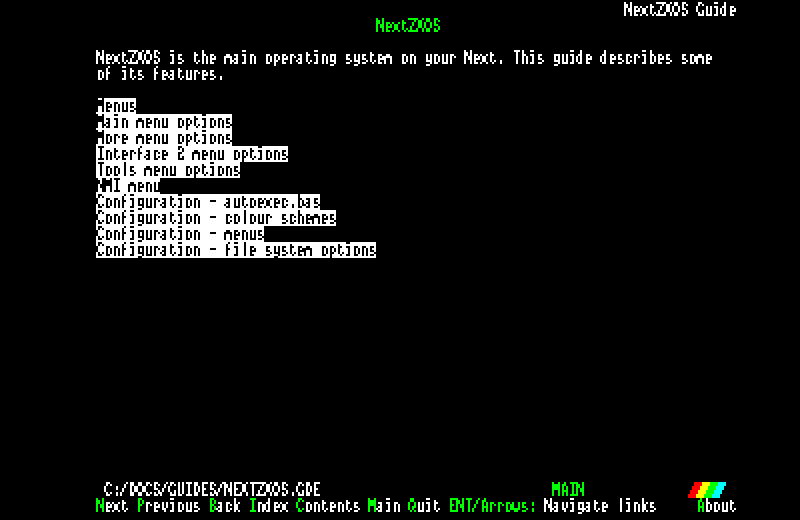 NextZXOS Guide
NextZXOS
NextZXOS is the main operating system on your Next. This guide describes some
of its features.
Menus
Main menu options
More menu options
Interface 2 menu options
Tools menu options
NMI menu
Configuration - autoexec.bas
Configuration - colour schemes
Configuration - menus
Configuration - file system options
C:/DOCS/GUIDES/NEXTZXOS.GDE MAIN
Next Previous Back Index Contents Main Quit ENT/Arrows: Navigate links About